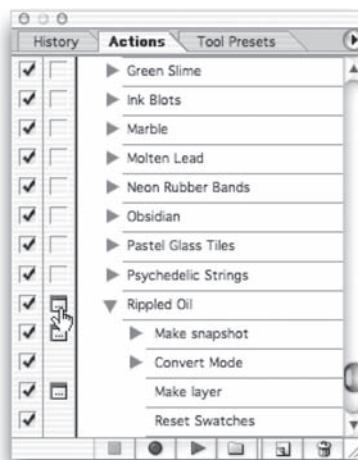 History Actions Tool Presets
Green Slime
Ink Blots
Marble
Molten Lead
Neon Rubber Bands
Obsidian
Pastel Glass Tiles
Psychedelic Strings
Rippled Oil
Make snapshot
Convert Mode
Make layer
Reset Swatches